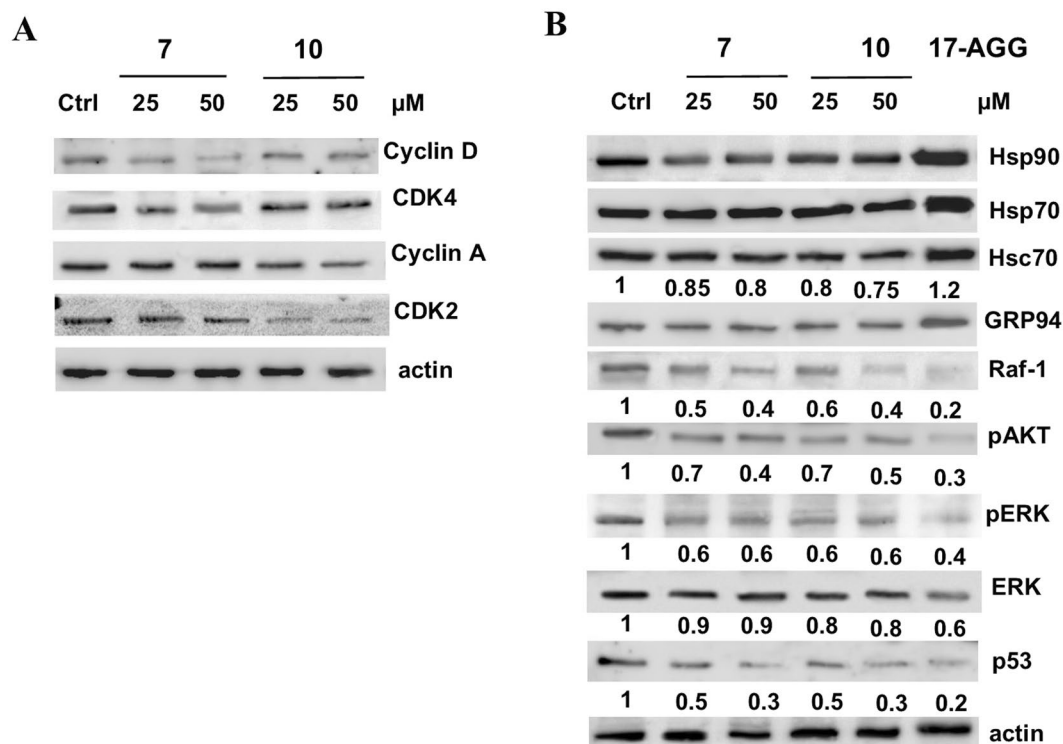 A
7 10
Ctrl 25 50 25 50 µM
Cyclin D
CDK4
Cyclin A
CDK2
actin
B
7 10 17-AGG
Ctrl 25 50 25 50 µM
Hsp90
Hsp70
Hsc70
1 0.85 0.8 0.8 0.75 1.2
GRP94
Raf-1
1 0.5 0.4 0.6 0.4 0.2
pAKT
1 0.7 0.4 0.7 0.5 0.3
pERK
1 0.6 0.6 0.6 0.6 0.4
ERK
1 0.9 0.9 0.8 0.8 0.6
p53
1 0.5 0.3 0.5 0.3 0.2
actin